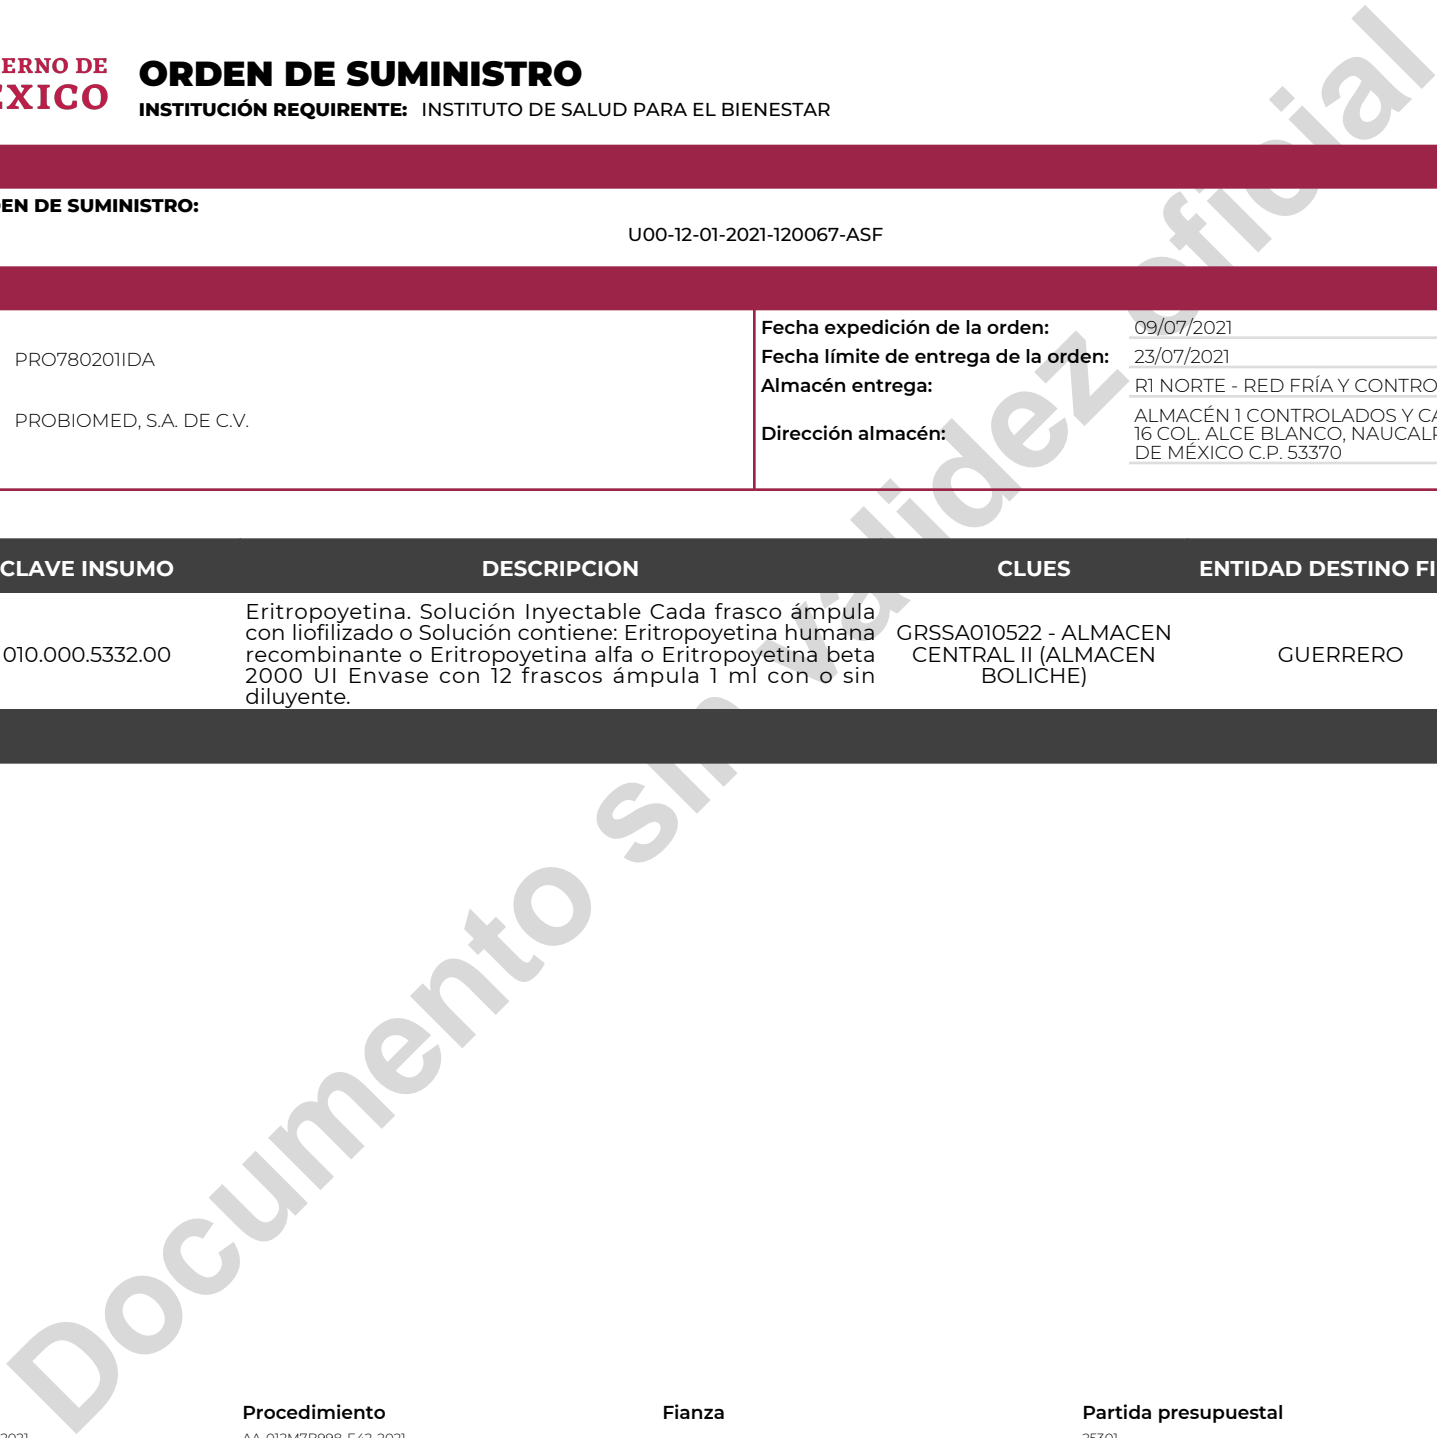 ERNO DE
ORDEN DE SUMINISTRO
INSTITUCIÓN REQUIRENTE: INSTITUTO DE SALUD PARA EL BIENESTAR
DE SUMINISTRO:
U00-12-01-2021-120067-ASF
PRO780201IDA
PROBIOMED, S.A. DE C.V.
Fecha expedición de la orden: 09/07/2021
Fecha límite de entrega de la orden: 23/07/2021
Almacén entrega: R1 NORTE - RED FRÍA Y CONTRO
Dirección almacén:
ALMACÉN 1 CONTROLADOS Y CA
16 COL. ALCE BLANCO, NAUCALP
DE MÉXICO C.P. 53370
CLAVE INSUMO DESCRIPCION CLUES ENTIDAD DESTINO FI
010.000.5332.00
Eritropoyetina. Solución Inyectable Cada frasco ámpula
con liofilizado o Solución contiene: Eritropoyetina humana
recombinante o Eritropoyetina alfa o Eritropoyetina beta
2000 UI Envase con 12 frascos ámpula 1 ml con o sin
diluyente.
GRSSA010522 - ALMACEN
CENTRAL II (ALMACEN
BOLICHE)
GUERRERO
Procedimiento Fianza Partida presupuestal
Documento sin validez oficial